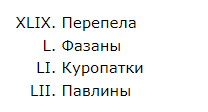 XLIX. Перепела
L. Фазаны
LI. Куропатки
LII. Павлины